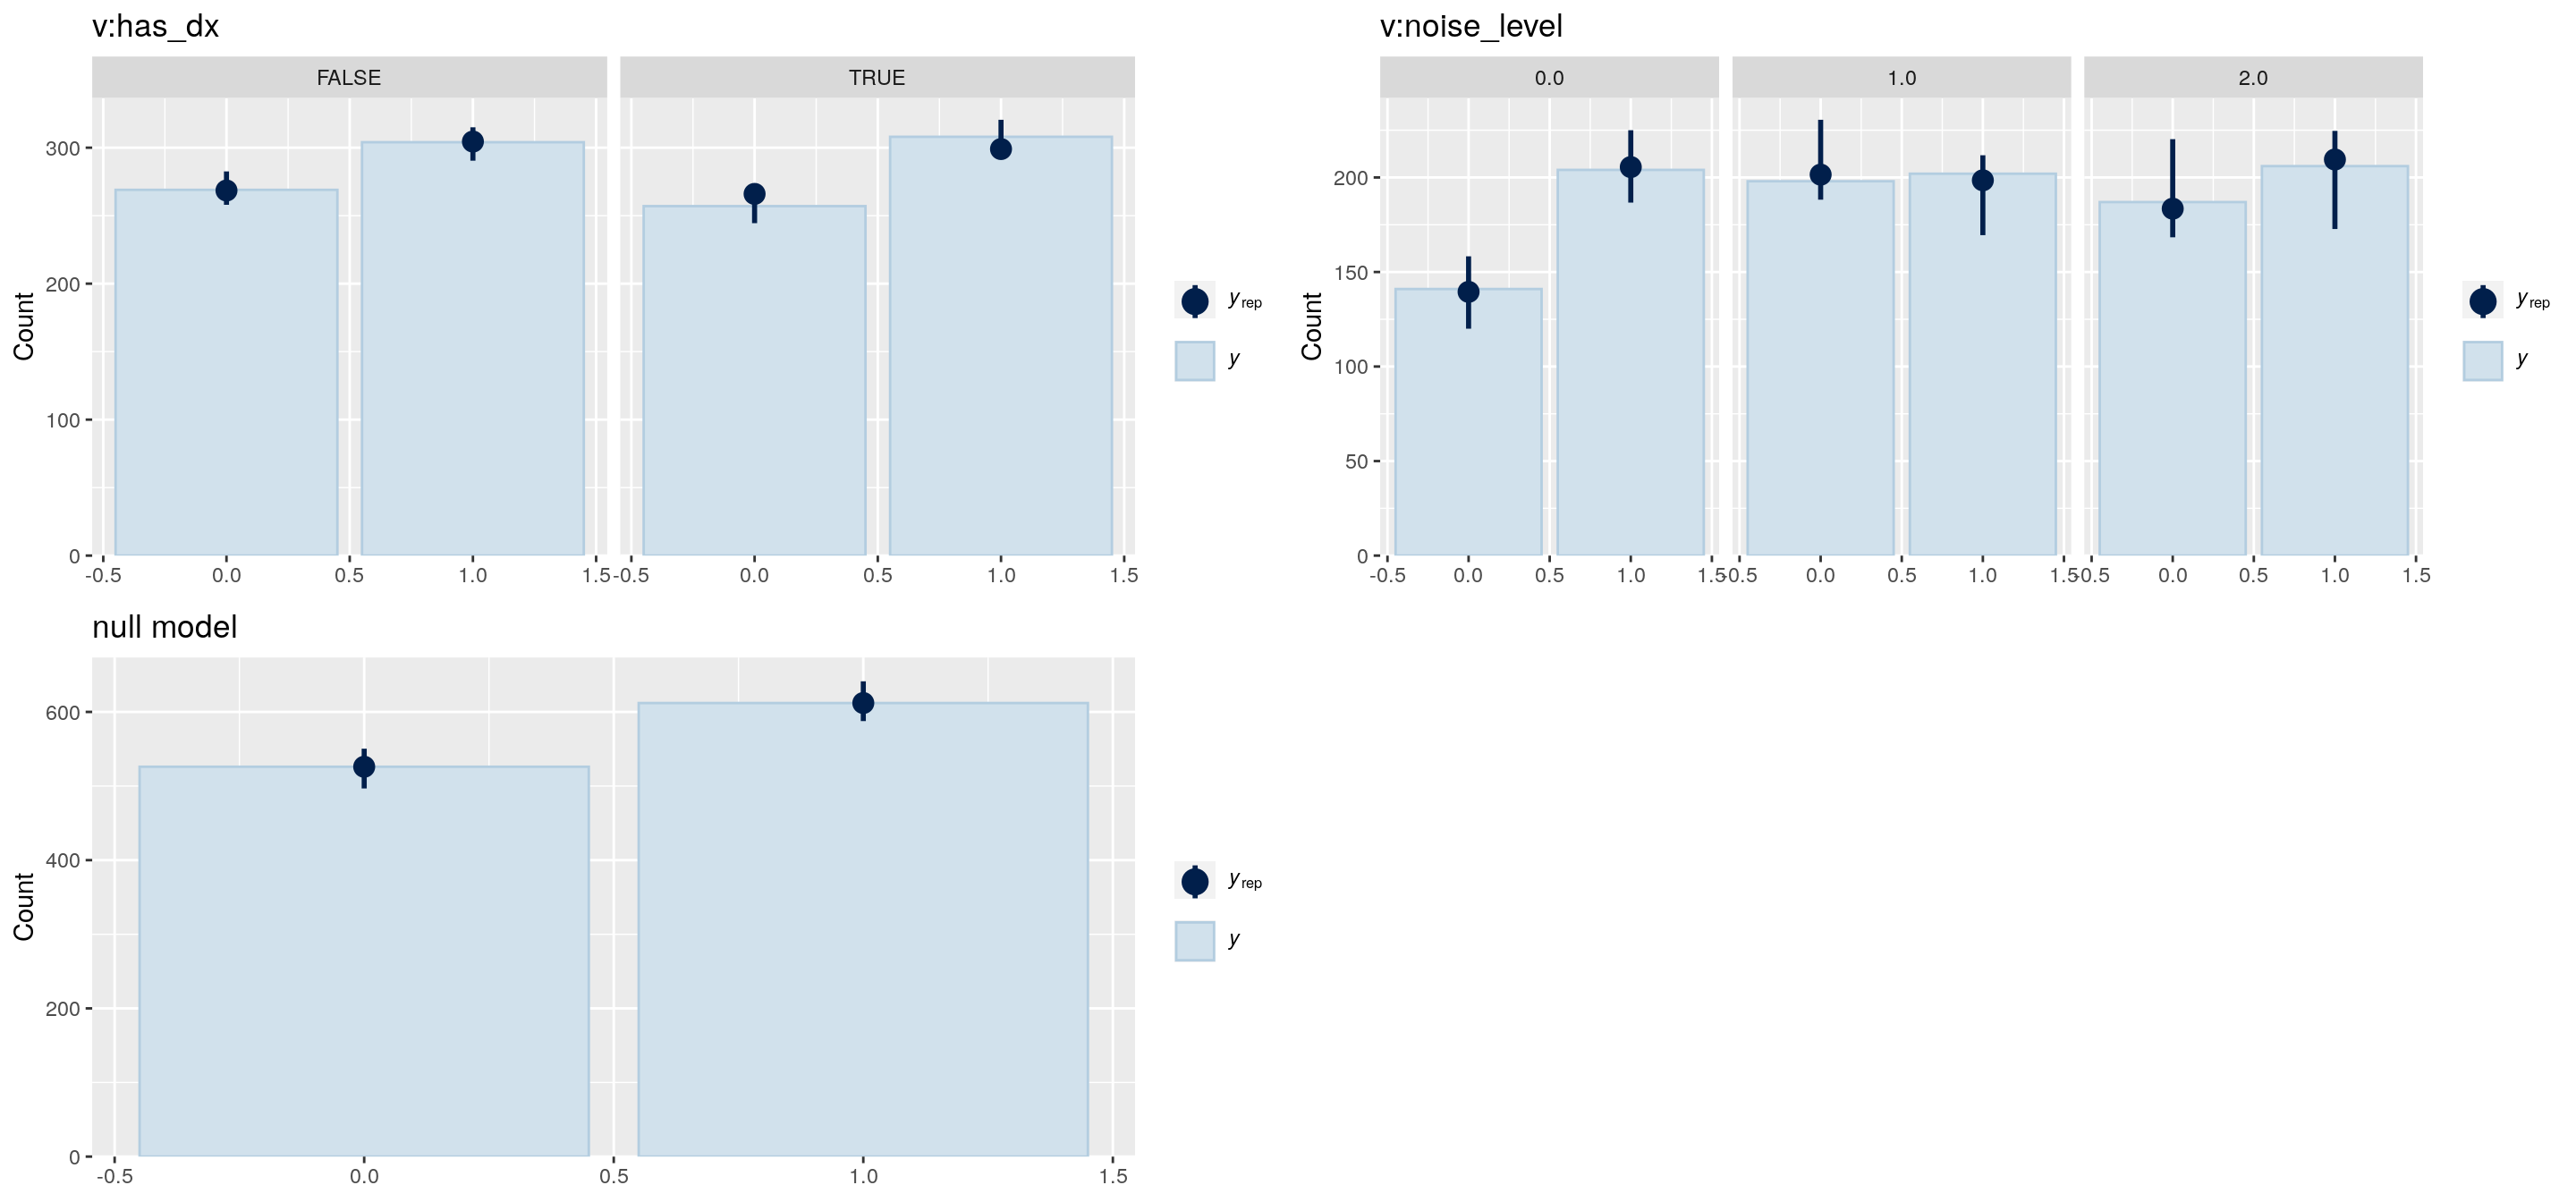 v:has_dx
FALSE TRUE
Count
300
200
100
0
-0.5 0.0 0.5 1.0 1.5 -0.5 0.0 0.5 1.0 1.5
y rep
y
v:noise_level
0.0 1.0 2.0
Count
200
150
100
50
0
-0.5 0.0 0.5 1.0 1.5 -0.5 0.0 0.5 1.0 1.5 -0.5 0.0 0.5 1.0 1.5
y rep
y
null model
Count
600
400
200
0
-0.5 0.0 0.5 1.0 1.5
y rep
y